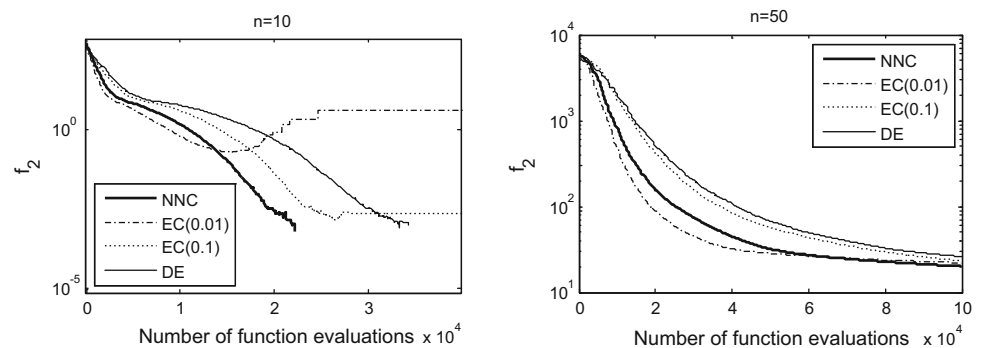 n=10
f2
10^0
10^-5
0 1 2 3
NNC
EC(0.01)
EC(0.1)
DE
Number of function evaluations × 10^4
n=50
f2
10^4
10^3
10^2
10^1
0 2 4 6 8 10
NNC
EC(0.01)
EC(0.1)
DE
Number of function evaluations × 10^4